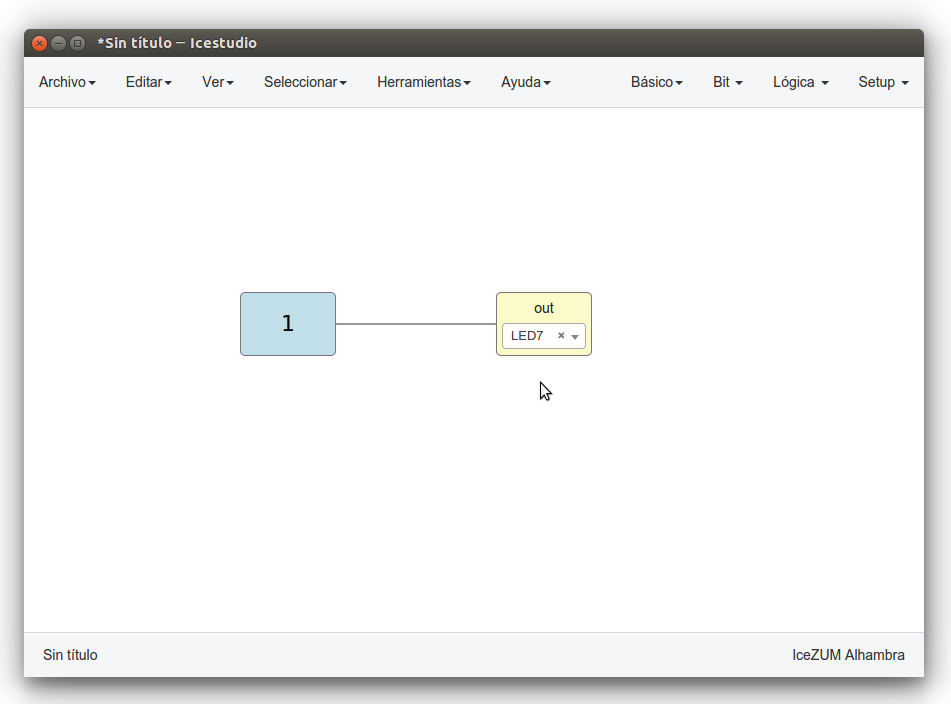 *Sin título — Icestudio
Archivo Editar Ver Seleccionar Herramientas Ayuda Básico Bit Lógica Setup
1
out
LED7
Sin título
IceZUM Alhambra